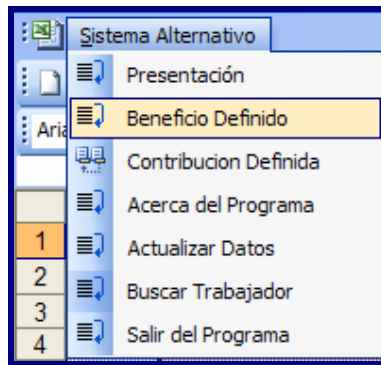 Sistema Alternativo
Presentación
Aria
Beneficio Definido
Contribucion Definida
Acerca del Programa
Actualizar Datos
1
Buscar Trabajador
2
3
Salir del Programa
4